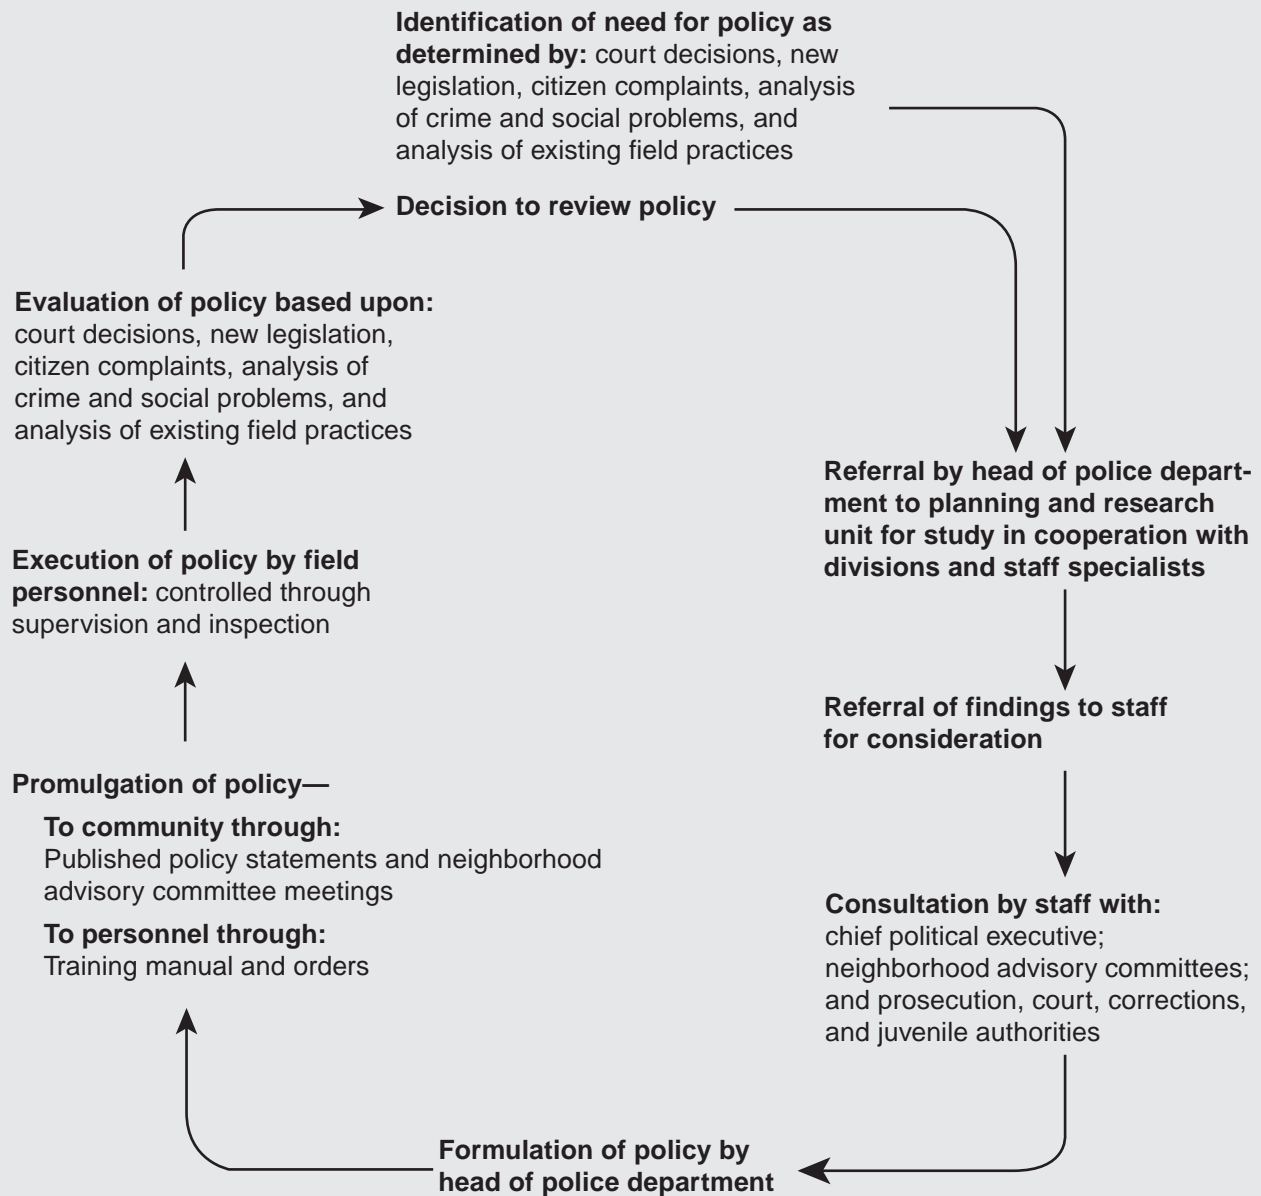 Identification of need for policy as
determined by: court decisions, new
legislation, citizen complaints, analysis
of crime and social problems, and
analysis of existing field practices
Decision to review policy
Referral by head of police depart-
ment to planning and research
unit for study in cooperation with
divisions and staff specialists
Referral of findings to staff
for consideration
Consultation by staff with:
chief political executive;
neighborhood advisory committees;
and prosecution, court, corrections,
and juvenile authorities
Formulation of policy by
head of police department
Promulgation of policy—
To community through:
Published policy statements and neighborhood
advisory committee meetings
To personnel through:
Training manual and orders
Execution of policy by field
personnel: controlled through
supervision and inspection
Evaluation of policy based upon:
court decisions, new legislation,
citizen complaints, analysis of
crime and social problems, and
analysis of existing field practices